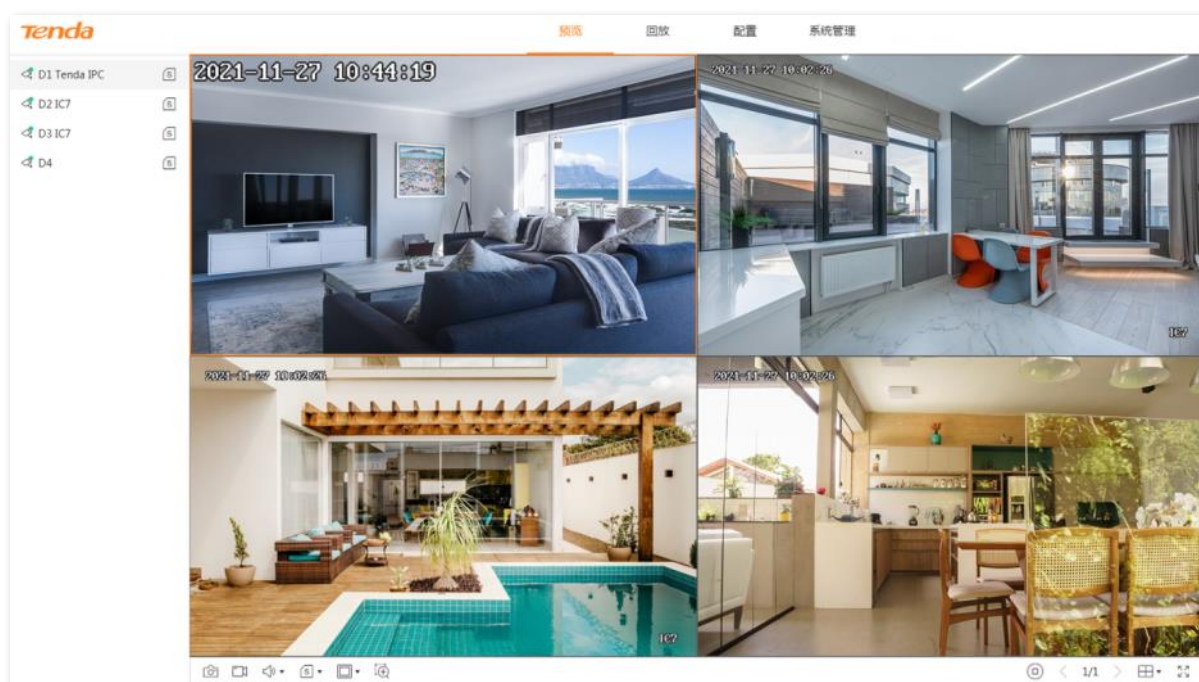 Tenda
预览 回放 配置 系统管理
D1 Tenda IPC S
D2 IC7 S
D3 IC7 S
D4 S
2021-11-27 10:44:19
2021-11-27 10:02:26
IC7
2021-11-27 10:02:26
IC7
2021-11-27 10:02:26
S
1/1